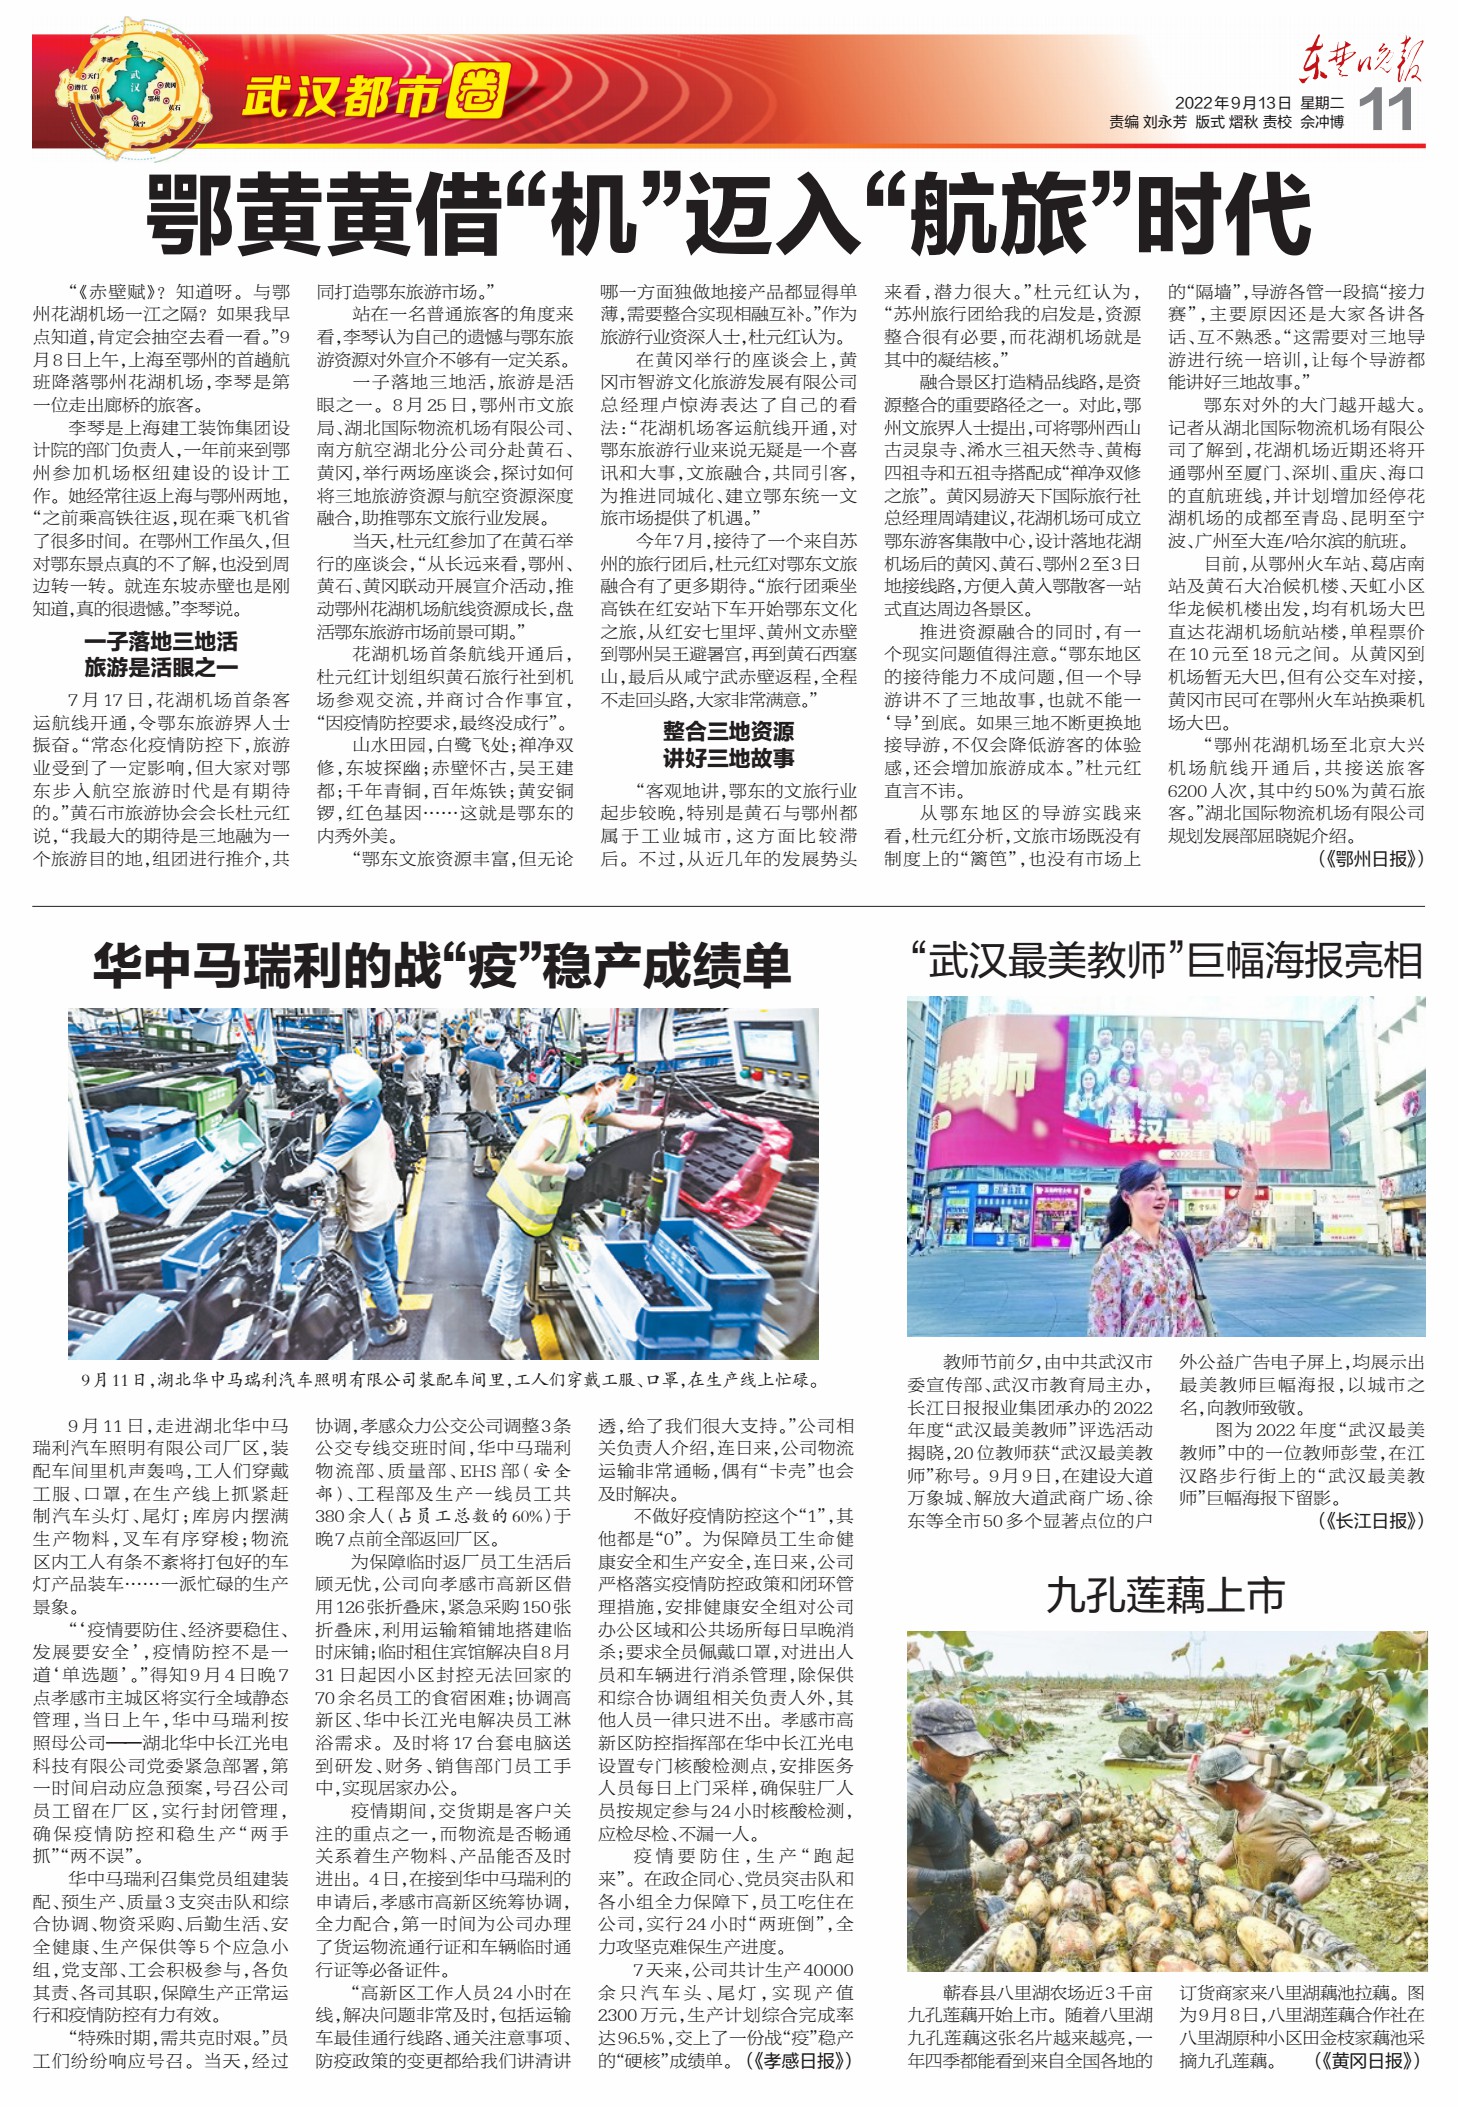 孝感
天门
潜江
仙桃
武汉
黄冈
鄂州
黄石
咸宁
武汉都市圈
东楚晚报
2022年9月13日 星期二
责编 刘永芳 版式 熠秋 责校 余冲博
11
鄂黄黄借“机”迈入“航旅”时代
“《赤壁赋》？知道呀。与鄂
州花湖机场一江之隔？如果我早
点知道，肯定会抽空去看一看。”9
月8日上午，上海至鄂州的首趟航
班降落鄂州花湖机场，李琴是第
一位走出廊桥的旅客。
李琴是上海建工装饰集团设
计院的部门负责人，一年前来到鄂
州参加机场枢纽建设的设计工
作。她经常往返上海与鄂州两地，
“之前乘高铁往返，现在乘飞机省
了很多时间。在鄂州工作虽久，但
对鄂东景点真的不了解，也没到周
边转一转。就连东坡赤壁也是刚
知道，真的很遗憾。”李琴说。
一子落地三地活
旅游是活眼之一
7月17日，花湖机场首条客
运航线开通，令鄂东旅游界人士
振奋。“常态化疫情防控下，旅游
业受到了一定影响，但大家对鄂
东步入航空旅游时代是有期待
的。”黄石市旅游协会会长杜元红
说，“我最大的期待是三地融为一
个旅游目的地，组团进行推介，共
同打造鄂东旅游市场。”
站在一名普通旅客的角度来
看，李琴认为自己的遗憾与鄂东旅
游资源对外宣介不够有一定关系。
一子落地三地活，旅游是活
眼之一。8月25日，鄂州市文旅
局、湖北国际物流机场有限公司、
南方航空湖北分公司分赴黄石、
黄冈，举行两场座谈会，探讨如何
将三地旅游资源与航空资源深度
融合，助推鄂东文旅行业发展。
当天，杜元红参加了在黄石举
行的座谈会，“从长远来看，鄂州、
黄石、黄冈联动开展宣介活动，推
动鄂州花湖机场航线资源成长，盘
活鄂东旅游市场前景可期。”
花湖机场首条航线开通后，
杜元红计划组织黄石旅行社到机
场参观交流，并商讨合作事宜，
“因疫情防控要求，最终没成行”。
山水田园，白鹭飞处；禅净双
修，东坡探幽；赤壁怀古，吴王建
都；千年青铜，百年炼铁；黄安铜
锣，红色基因……这就是鄂东的
内秀外美。
“鄂东文旅资源丰富，但无论
哪一方面独做地接产品都显得单
薄，需要整合实现相融互补。”作为
旅游行业资深人士，杜元红认为。
在黄冈举行的座谈会上，黄
冈市智游文化旅游发展有限公司
总经理卢惊涛表达了自己的看
法：“花湖机场客运航线开通，对
鄂东旅游行业来说无疑是一个喜
讯和大事，文旅融合，共同引客，
为推进同城化、建立鄂东统一文
旅市场提供了机遇。”
今年7月，接待了一个来自苏
州的旅行团后，杜元红对鄂东文旅
融合有了更多期待。“旅行团乘坐
高铁在红安站下车开始鄂东文化
之旅，从红安七里坪、黄州文赤壁
到鄂州吴王避暑宫，再到黄石西塞
山，最后从咸宁武赤壁返程，全程
不走回头路，大家非常满意。”
整合三地资源
讲好三地故事
“客观地讲，鄂东的文旅行业
起步较晚，特别是黄石与鄂州都
属于工业城市，这方面比较滞
后。不过，从近几年的发展势头
来看，潜力很大。”杜元红认为，
“苏州旅行团给我的启发是，资源
整合很有必要，而花湖机场就是
其中的凝结核。”
融合景区打造精品线路，是资
源整合的重要路径之一。对此，鄂
州文旅界人士提出，可将鄂州西山
古灵泉寺、浠水三祖天然寺、黄梅
四祖寺和五祖寺搭配成“禅净双修
之旅”。黄冈易游天下国际旅行社
总经理周靖建议，花湖机场可成立
鄂东游客集散中心，设计落地花湖
机场后的黄冈、黄石、鄂州2至3日
地接线路，方便入黄入鄂散客一站
式直达周边各景区。
推进资源融合的同时，有一
个现实问题值得注意。“鄂东地区
的接待能力不成问题，但一个导
游讲不了三地故事，也就不能一
‘导’到底。如果三地不断更换地
接导游，不仅会降低游客的体验
感，还会增加旅游成本。”杜元红
直言不讳。
从鄂东地区的导游实践来
看，杜元红分析，文旅市场既没有
制度上的“篱笆”，也没有市场上
的“隔墙”，导游各管一段搞“接力
赛”，主要原因还是大家各讲各
话、互不熟悉。“这需要对三地导
游进行统一培训，让每个导游都
能讲好三地故事。”
鄂东对外的大门越开越大。
记者从湖北国际物流机场有限公
司了解到，花湖机场近期还将开
通鄂州至厦门、深圳、重庆、海口
的直航班线，并计划增加经停花
湖机场的成都至青岛、昆明至宁
波、广州至大连/哈尔滨的航班。
目前，从鄂州火车站、葛店南
站及黄石大冶候机楼、天虹小区
华龙候机楼出发，均有机场大巴
直达花湖机场航站楼，单程票价
在10元至18元之间。从黄冈到
机场暂无大巴，但有公交车对接，
黄冈市民可在鄂州火车站换乘机
场大巴。
“鄂州花湖机场至北京大兴
机场航线开通后，共接送旅客
6200人次，其中约50%为黄石旅
客。”湖北国际物流机场有限公司
规划发展部屈晓妮介绍。
（《鄂州日报》）
华中马瑞利的战“疫”稳产成绩单
9月11日，湖北华中马瑞利汽车照明有限公司装配车间里，工人们穿戴工服、口罩，在生产线上忙碌。
9月11日，走进湖北华中马
瑞利汽车照明有限公司厂区，装
配车间里机声轰鸣，工人们穿戴
工服、口罩，在生产线上抓紧赶
制汽车头灯、尾灯；库房内摆满
生产物料，叉车有序穿梭；物流
区内工人有条不紊将打包好的车
灯产品装车……一派忙碌的生产
景象。
“‘疫情要防住、经济要稳住、
发展要安全’，疫情防控不是一
道‘单选题’。”得知9月4日晚7
点孝感市主城区将实行全域静态
管理，当日上午，华中马瑞利按
照母公司——湖北华中长江光电
科技有限公司党委紧急部署，第
一时间启动应急预案，号召公司
员工留在厂区，实行封闭管理，
确保疫情防控和稳生产“两手
抓”“两不误”。
华中马瑞利召集党员组建装
配、预生产、质量3支突击队和综
合协调、物资采购、后勤生活、安
全健康、生产保供等5个应急小
组，党支部、工会积极参与，各负
其责、各司其职，保障生产正常运
行和疫情防控有力有效。
“特殊时期，需共克时艰。”员
工们纷纷响应号召。当天，经过
协调，孝感众力公交公司调整3条
公交专线交班时间，华中马瑞利
物流部、质量部、EHS部（安全
部）、工程部及生产一线员工共
380余人（占员工总数的60%）于
晚7点前全部返回厂区。
为保障临时返厂员工生活后
顾无忧，公司向孝感市高新区借
用126张折叠床，紧急采购150张
折叠床，利用运输箱铺地搭建临
时床铺；临时租住宾馆解决自8月
31日起因小区封控无法回家的
70余名员工的食宿困难；协调高
新区、华中长江光电解决员工淋
浴需求。及时将17台套电脑送
到研发、财务、销售部门员工手
中，实现居家办公。
疫情期间，交货期是客户关
注的重点之一，而物流是否畅通
关系着生产物料、产品能否及时
进出。4日，在接到华中马瑞利的
申请后，孝感市高新区统筹协调，
全力配合，第一时间为公司办理
了货运物流通行证和车辆临时通
行证等必备证件。
“高新区工作人员24小时在
线，解决问题非常及时，包括运输
车最佳通行线路、通关注意事项、
防疫政策的变更都给我们讲清讲
透，给了我们很大支持。”公司相
关负责人介绍，连日来，公司物流
运输非常通畅，偶有“卡壳”也会
及时解决。
不做好疫情防控这个“1”，其
他都是“0”。为保障员工生命健
康安全和生产安全，连日来，公司
严格落实疫情防控政策和闭环管
理措施，安排健康安全组对公司
办公区域和公共场所每日早晚消
杀；要求全员佩戴口罩，对进出人
员和车辆进行消杀管理，除保供
和综合协调组相关负责人外，其
他人员一律只进不出。孝感市高
新区防控指挥部在华中长江光电
设置专门核酸检测点，安排医务
人员每日上门采样，确保驻厂人
员按规定参与24小时核酸检测，
应检尽检、不漏一人。
疫情要防住，生产“跑起
来”。在政企同心、党员突击队和
各小组全力保障下，员工吃住在
公司，实行24小时“两班倒”，全
力攻坚克难保生产进度。
7天来，公司共计生产40000
余只汽车头、尾灯，实现产值
2300万元，生产计划综合完成率
达96.5%，交上了一份战“疫”稳产
的“硬核”成绩单。（《孝感日报》）
“武汉最美教师”巨幅海报亮相
美教师
武汉最美教师
教师节前夕，由中共武汉市
委宣传部、武汉市教育局主办，
长江日报报业集团承办的2022
年度“武汉最美教师”评选活动
揭晓，20位教师获“武汉最美教
师”称号。9月9日，在建设大道
万象城、解放大道武商广场、徐
东等全市50多个显著点位的户
外公益广告电子屏上，均展示出
最美教师巨幅海报，以城市之
名，向教师致敬。
图为2022年度“武汉最美
教师”中的一位教师彭莹，在江
汉路步行街上的“武汉最美教
师”巨幅海报下留影。
（《长江日报》）
九孔莲藕上市
蕲春县八里湖农场近3千亩
九孔莲藕开始上市。随着八里湖
九孔莲藕这张名片越来越亮，一
年四季都能看到来自全国各地的
订货商家来八里湖藕池拉藕。图
为9月8日，八里湖莲藕合作社在
八里湖原种小区田金枝家藕池采
摘九孔莲藕。（《黄冈日报》）